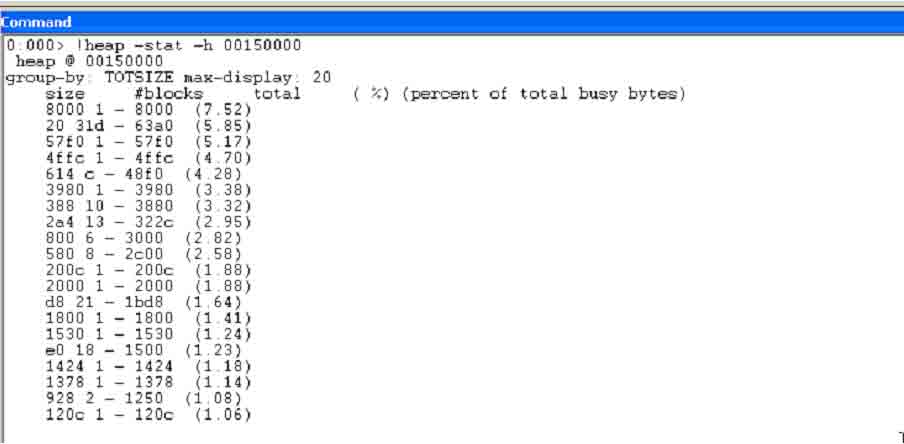 Command
0:000> !heap -stat -h 00150000
heap @ 00150000
group-by: TOTSIZE max-display: 20
size #blocks total ( %) (percent of total busy bytes)
8000 1 - 8000 (7.52)
20 31d - 63a0 (5.85)
57f0 1 - 57f0 (5.17)
4ffc 1 - 4ffc (4.70)
614 c - 48f0 (4.28)
3980 1 - 3980 (3.38)
388 10 - 3880 (3.32)
2a4 13 - 322c (2.95)
800 6 - 3000 (2.82)
580 8 - 2c00 (2.58)
200c 1 - 200c (1.88)
2000 1 - 2000 (1.88)
d8 21 - 1bd8 (1.64)
1800 1 - 1800 (1.41)
1530 1 - 1530 (1.24)
e0 18 - 1500 (1.23)
1424 1 - 1424 (1.18)
1378 1 - 1378 (1.14)
928 2 - 1250 (1.08)
120c 1 - 120c (1.06)